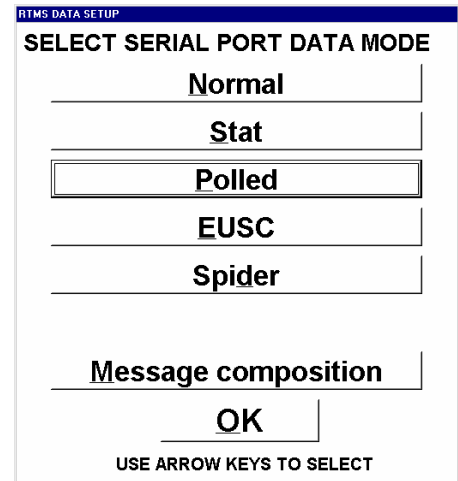 RTMS DATA SETUP
SELECT SERIAL PORT DATA MODE
Normal
Stat
Polled
EUSC
Spider
Message composition
OK
USE ARROW KEYS TO SELECT